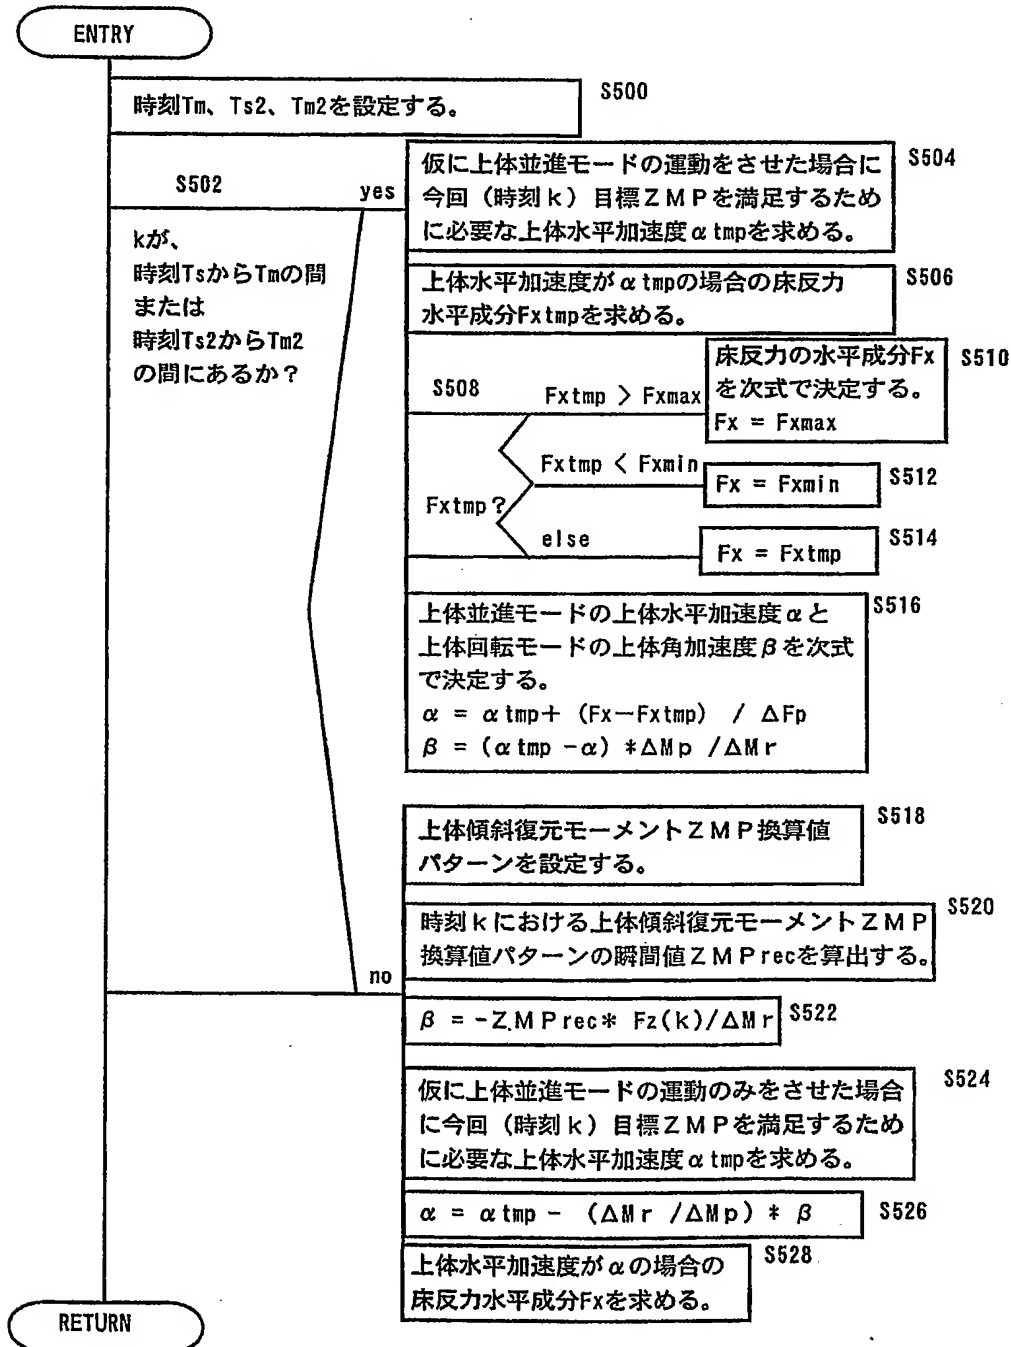 ENTRY
時刻Tm、Ts2、Tm2を設定する。
S500
S502
yes
kが、
時刻TsからTmの間
または
時刻Ts2からTm2
の間にあるか？
仮に上体並進モードの運動をさせた場合に
今回（時刻k）目標ZMPを満足するため
に必要な上体水平加速度αtmpを求める。
S504
上体水平加速度がαtmpの場合の床反力
水平成分Fxtmpを求める。
S506
S508
Fxtmp?
Fxtmp > Fxmax
床反力の水平成分Fx
を次式で決定する。
Fx = Fxmax
S510
Fxtmp < Fxmin
Fx = Fxmin
S512
else
Fx = Fxtmp
S514
上体並進モードの上体水平加速度αと
上体回転モードの上体角加速度βを次式
で決定する。
α = αtmp+ (Fx-Fxtmp) / ΔFp
β = (αtmp -α) *ΔMp /ΔMr
S516
no
上体傾斜復元モーメントZMP換算値
パターンを設定する。
S518
時刻kにおける上体傾斜復元モーメントZMP
換算値パターンの瞬間値ZMPrecを算出する。
S520
β = -ZMPrec* Fz(k)/ΔMr
S522
仮に上体並進モードの運動のみをさせた場合
に今回（時刻k）目標ZMPを満足するため
に必要な上体水平加速度αtmpを求める。
S524
α = αtmp - (ΔMr /ΔMp) * β
S526
上体水平加速度がαの場合の
床反力水平成分Fxを求める。
S528
RETURN